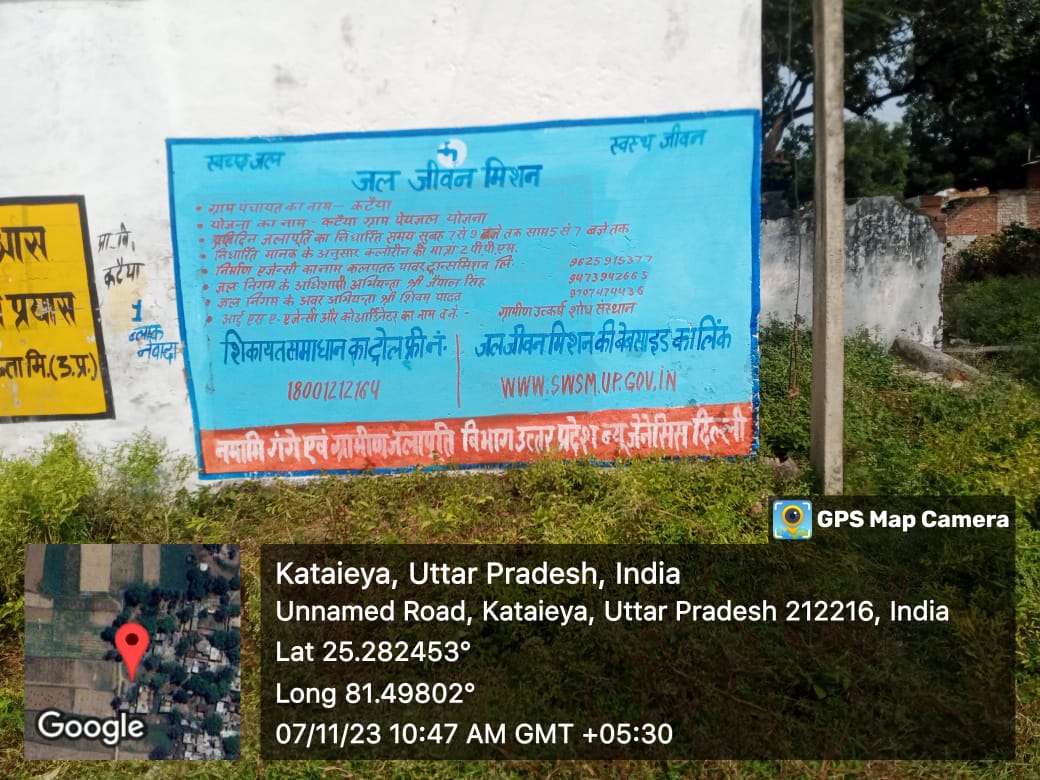 स्वच्छ जल
स्वस्थ जीवन
जल जीवन मिशन
• ग्राम पंचायत का नाम - कटैया
• योजना का नाम - कटैया ग्राम पेयजल योजना
• प्रतिदिन जलापूर्ति का निर्धारित समय सुबह 7 से 9 बजे तक साम 5 से 7 बजे तक
• निर्धारित मानक के अनुसार क्लोरीन की मात्रा 2 पी.पी.एम.
• निर्माण एजेन्सी का नाम कल्पतरू पावर ट्रान्समिशन लि. -
• जल निगम के अधिशाषी अभियन्ता श्री जयपाल सिंह 9473942685
• जल निगम के अवर अभियन्ता श्री शिवम यादव 9707474436
• आई एस ए. एजेन्सी और कोआर्डिनेटर का नाम व नं. - ग्रामीण उत्कर्ष शोध संस्थान
शिकायत समाधान का टोल फ्री नं.
18001212164
जल जीवन मिशन की बेबसाइड का लिंक
WWW.SWSM.UP.GOV.IN
नमामि गंगे एवं ग्रामीण जलापूर्ति विभाग उत्तर प्रदेश न्यू जेनेसिस दिल्ली
प्रयास
मि.(उ.प्र.)
प्रा.वि.
कटैया
1
ब्लाक
नेवादा
GPS Map Camera
Google
Kataieya, Uttar Pradesh, India
Unnamed Road, Kataieya, Uttar Pradesh 212216, India
Lat 25.282453°
Long 81.49802°
07/11/23 10:47 AM GMT +05:30